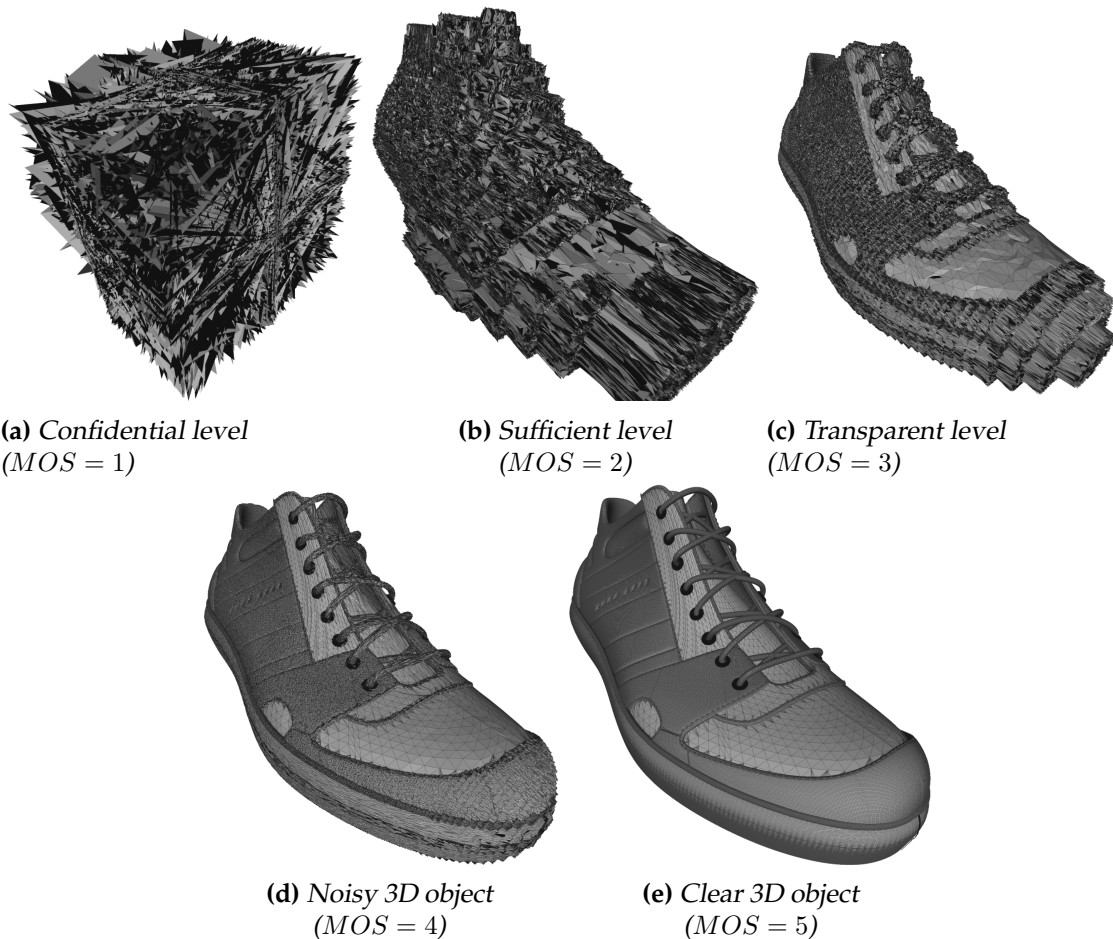 (a) Confidential level
(MOS = 1)
(b) Sufficient level
(MOS = 2)
(c) Transparent level
(MOS = 3)
(d) Noisy 3D object
(MOS = 4)
(e) Clear 3D object
(MOS = 5)